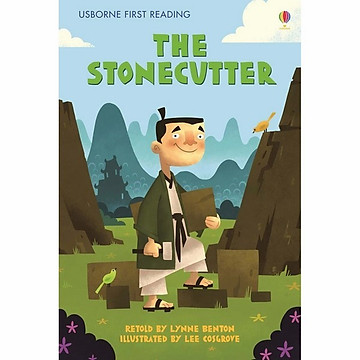 USBORNE FIRST READING
THE
STONECUTTER
RETOLD BY LYNNE BENTON
ILLUSTRATED BY LEE COSGROVE